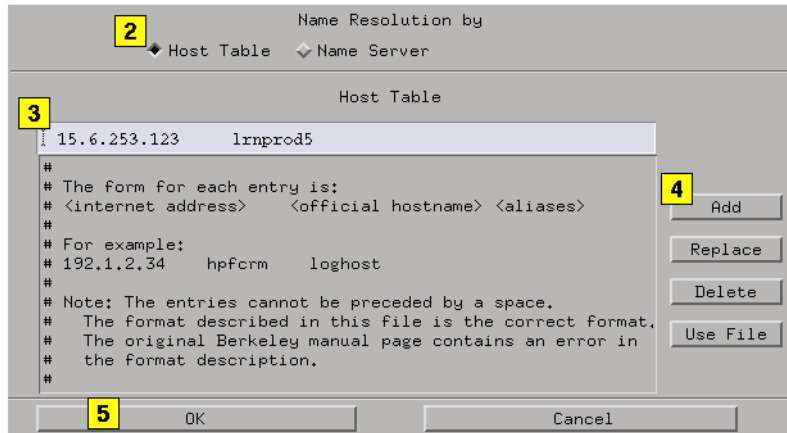 Name Resolution by
2
Host Table Name Server
Host Table
3
15.6.253.123 lrnprod5
#
# The form for each entry is:
# <internet address> <official hostname> <aliases>
#
# For example:
# 192.1.2.34 hpfcrm loghost
#
# Note: The entries cannot be preceded by a space.
# The format described in this file is the correct format.
# The original Berkeley manual page contains an error in
# the format description.
#
4
Add
Replace
Delete
Use File
5
OK Cancel